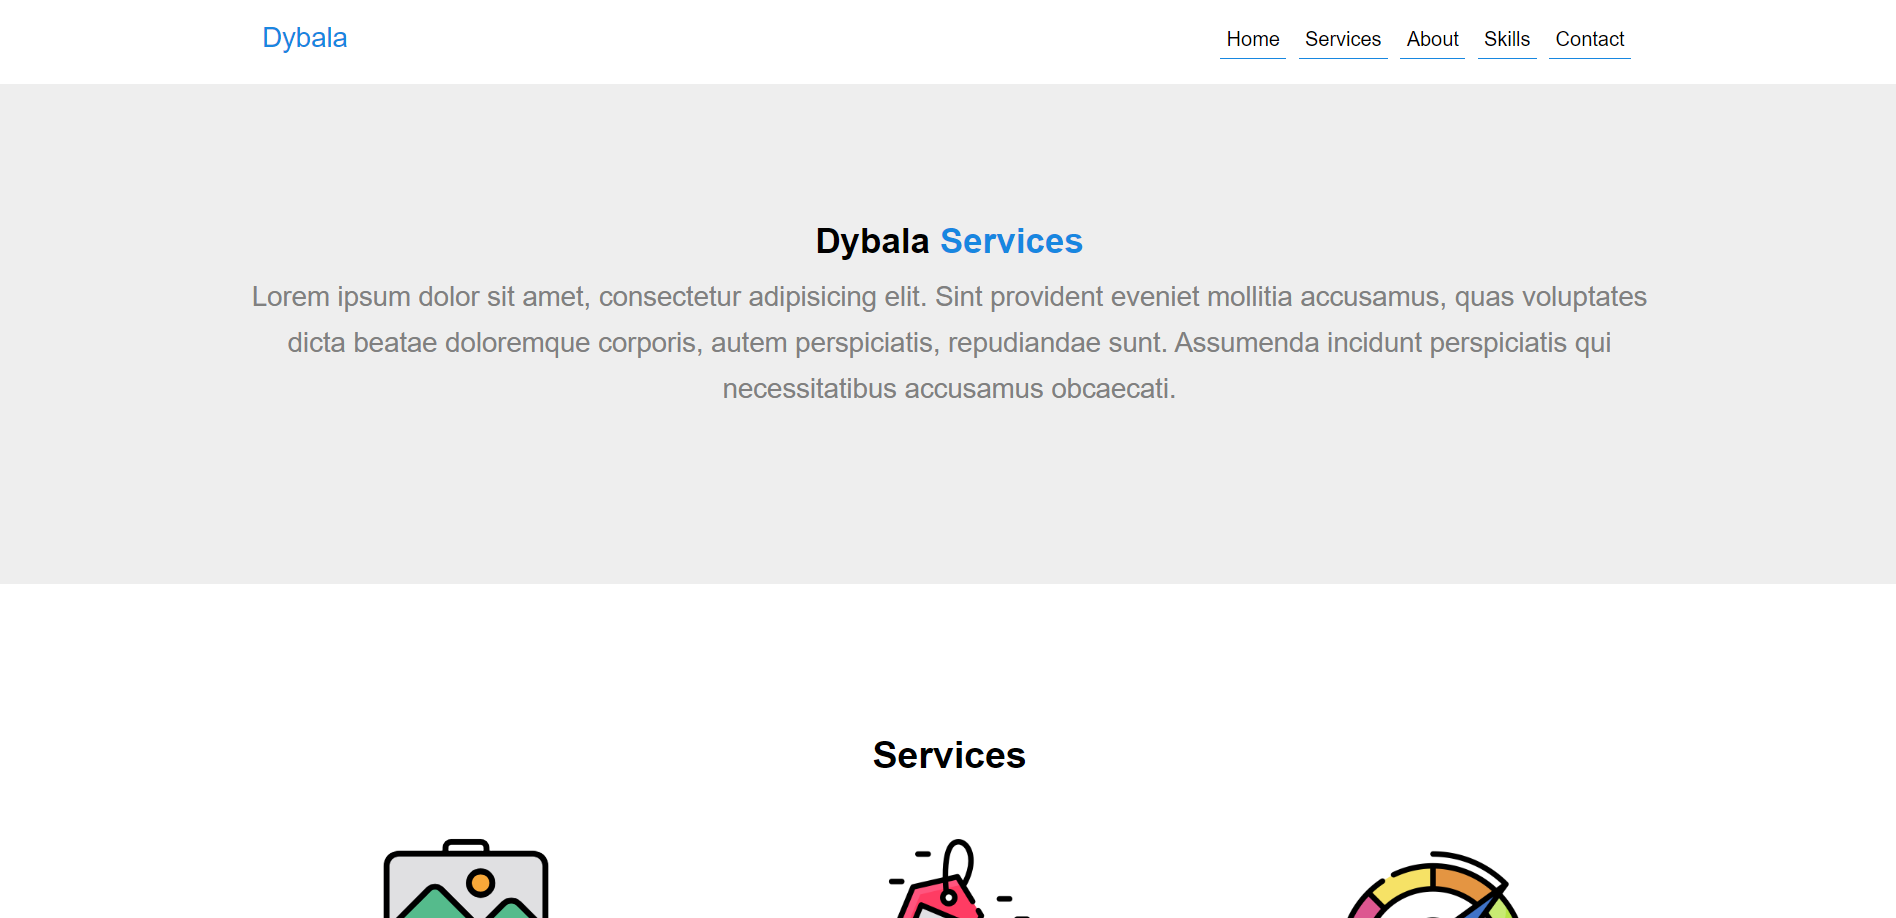 Dybala
Home Services About Skills Contact
Dybala Services
Lorem ipsum dolor sit amet, consectetur adipisicing elit. Sint provident eveniet mollitia accusamus, quas voluptates
dicta beatae doloremque corporis, autem perspiciatis, repudiandae sunt. Assumenda incidunt perspiciatis qui
necessitatibus accusamus obcaecati.
Services